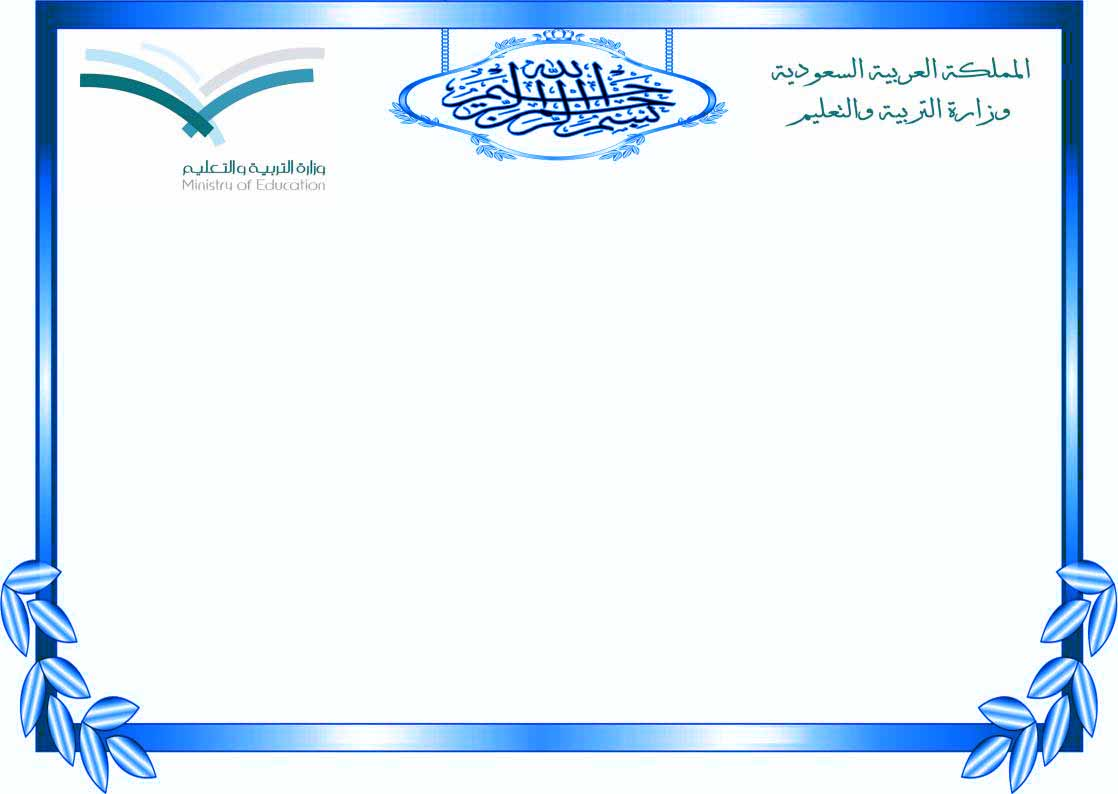 المملكة العربية السعودية
وزارة التربية والتعليم
بسم الله الرحمن الرحيم
وزارة التربية والتعليم
Ministry of Education